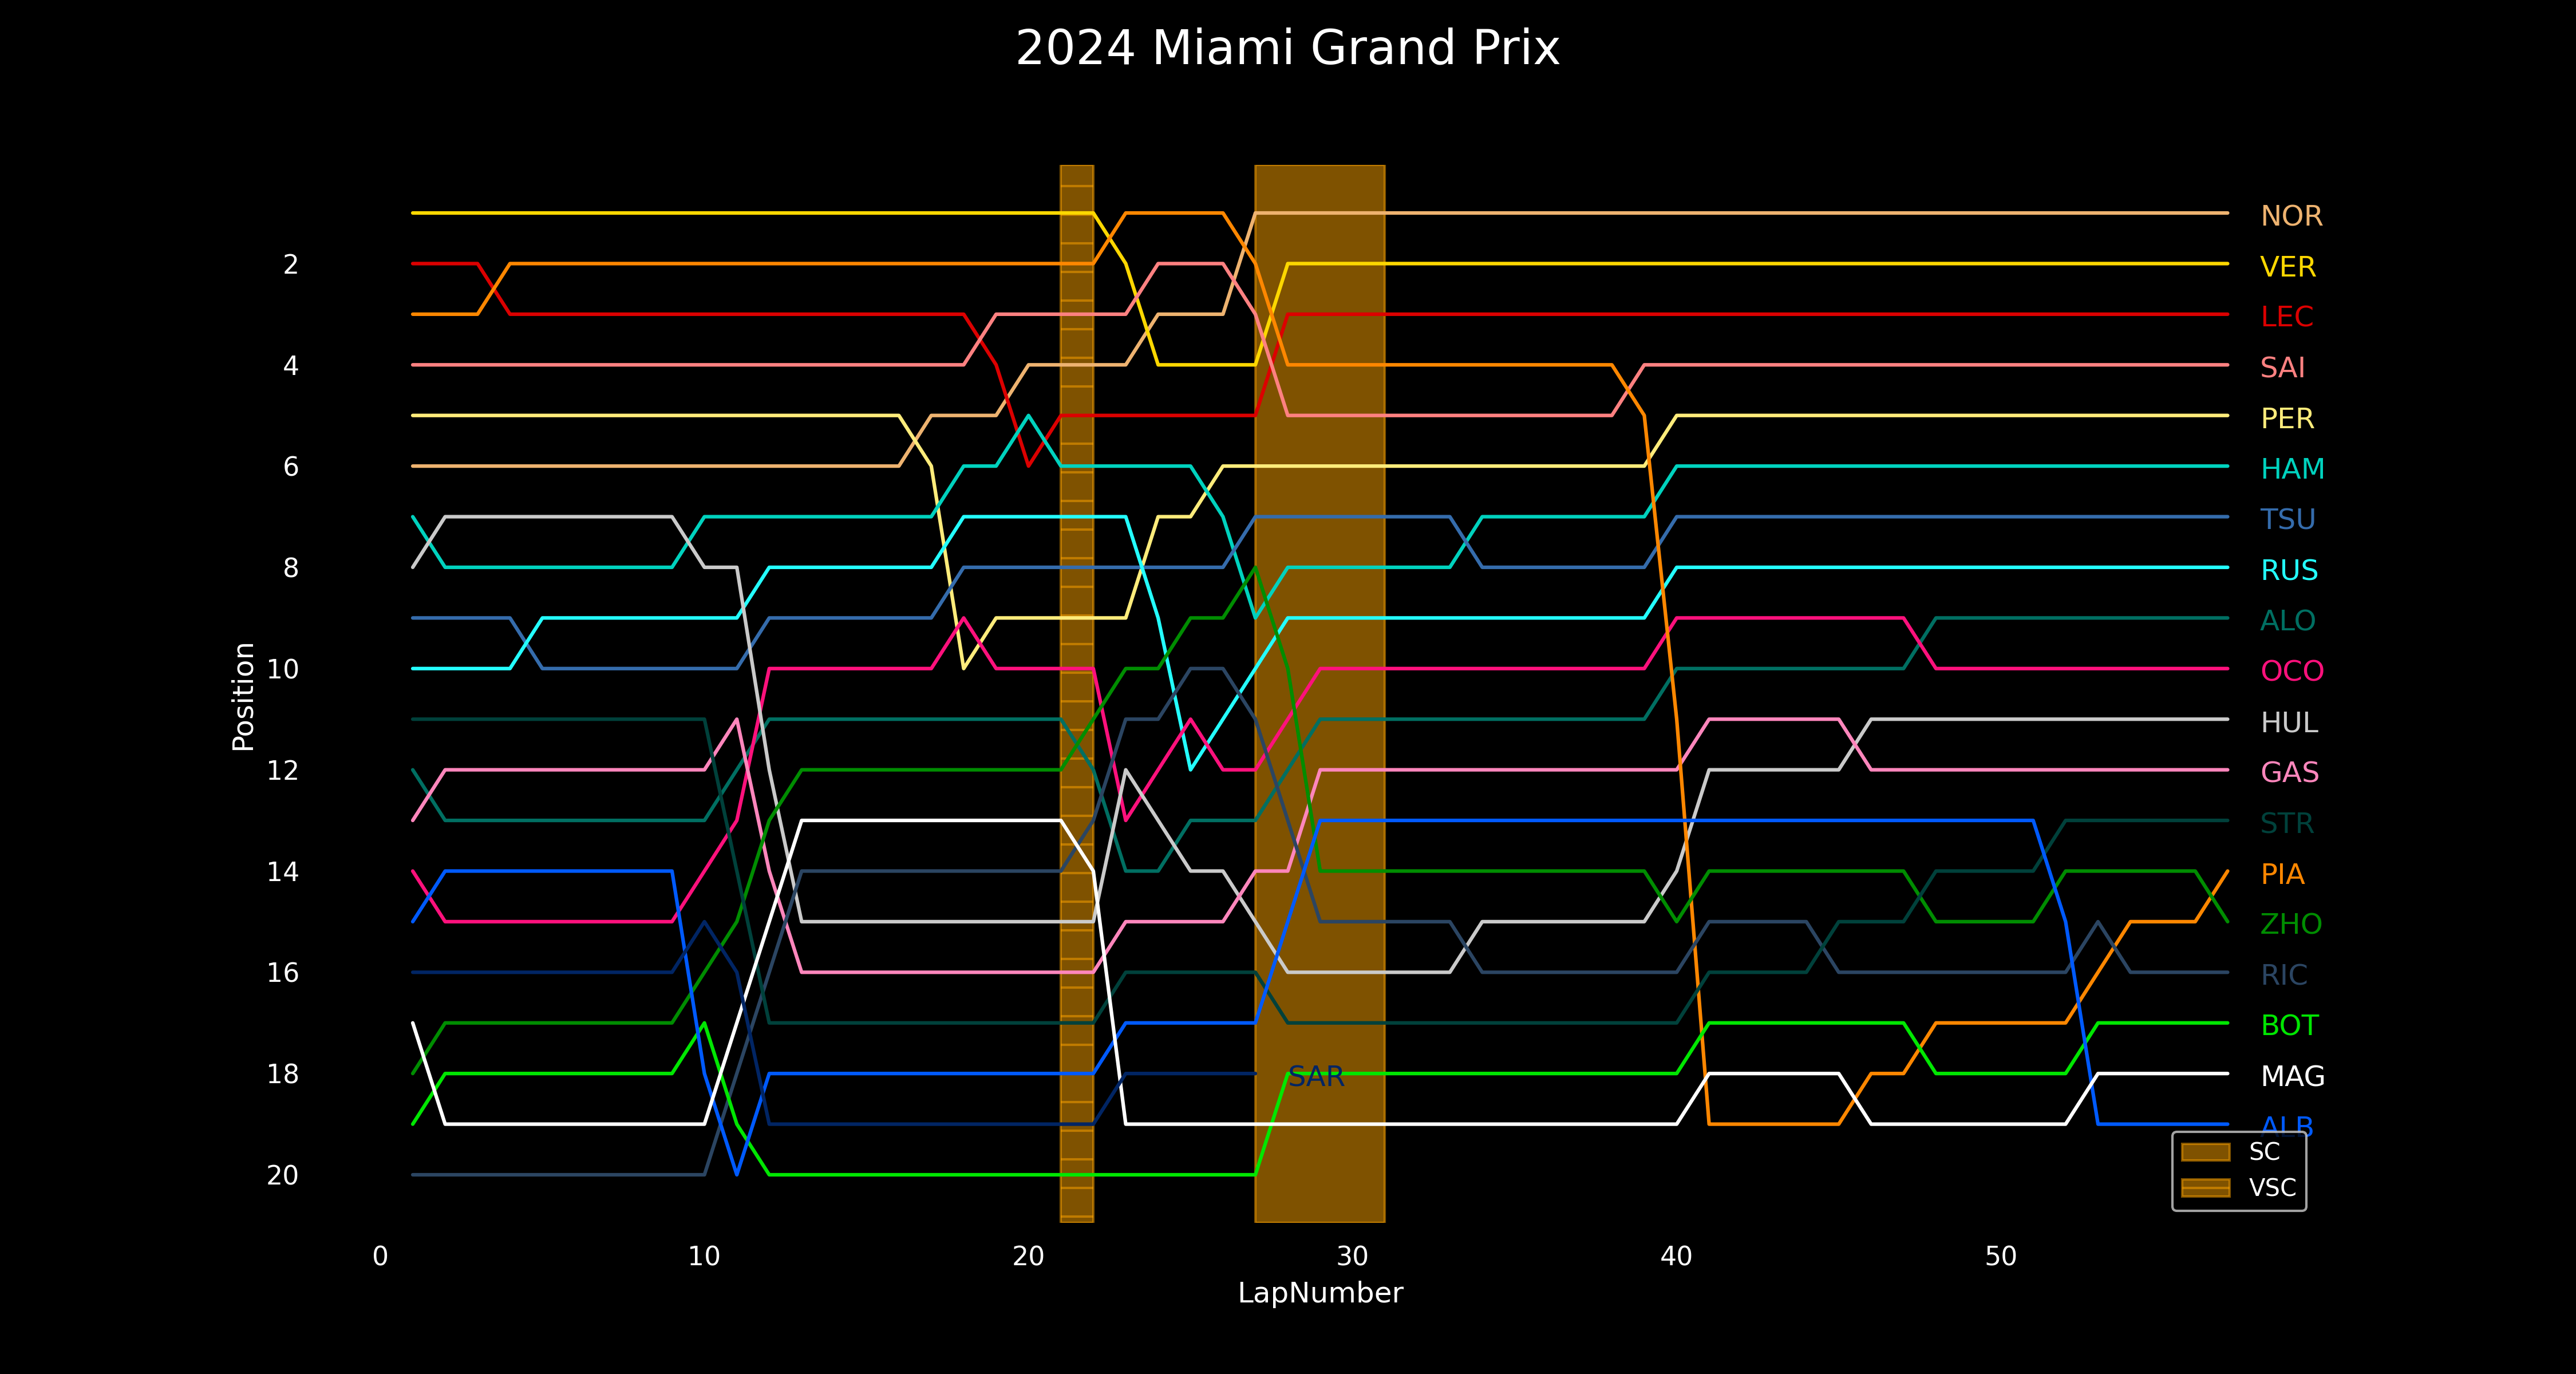 2024 Miami Grand Prix
NOR
2
VER
LEC
4
SAI
PER
6
HAM
TSU
8
RUS
ALO
Position
10
OCO
HUL
12
GAS
STR
14
PIA
ZHO
16
RIC
BOT
18
SAR
MAG
ALB
SC
20
VSC
0 10 20 30 40 50
LapNumber